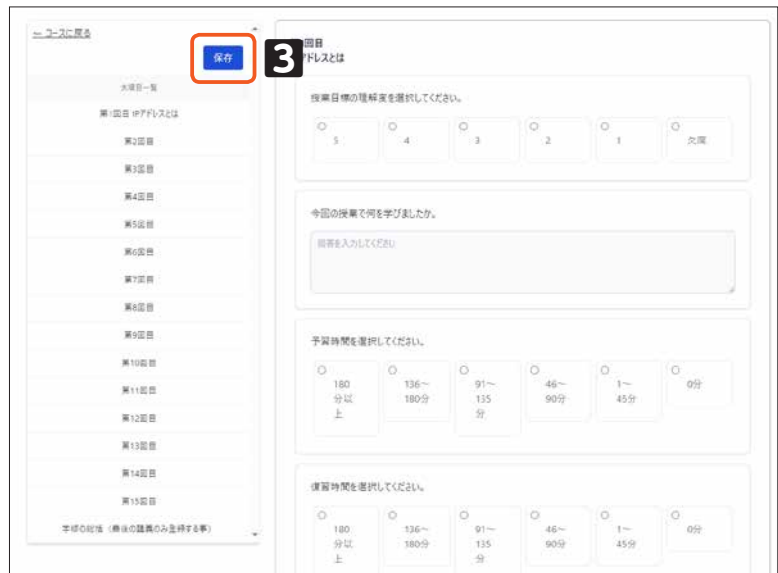 ← コースに戻る
保存
3
大項目一覧
第1回目 IPアドレスとは
第2回目
第3回目
第4回目
第5回目
第6回目
第7回目
第8回目
第9回目
第10回目
第11回目
第12回目
第13回目
第14回目
第15回目
学修の総括（最後の講義のみ登録する事）
回目
Pアドレスとは
授業目標の理解度を選択してください。
5
4
3
2
1
欠席
今回の授業で何を学びましたか。
回答を入力してください
予習時間を選択してください。
180
分以
上
136～
180分
91～
135
分
46～
90分
1～
45分
0分
復習時間を選択してください。
180
分以
上
136～
180分
91～
135
分
46～
90分
1～
45分
0分